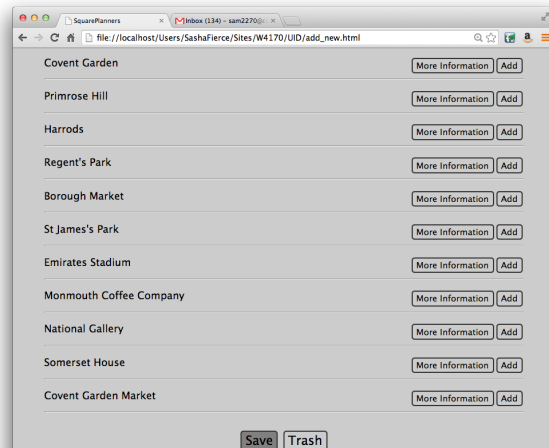 SquarePlanners
Inbox (134) – sam2270@c
file://localhost/Users/SashaFierce/Sites/W4170/UID/add_new.html
Covent Garden More Information Add
Primrose Hill More Information Add
Harrods More Information Add
Regent's Park More Information Add
Borough Market More Information Add
St James's Park More Information Add
Emirates Stadium More Information Add
Monmouth Coffee Company More Information Add
National Gallery More Information Add
Somerset House More Information Add
Covent Garden Market More Information Add
Save Trash